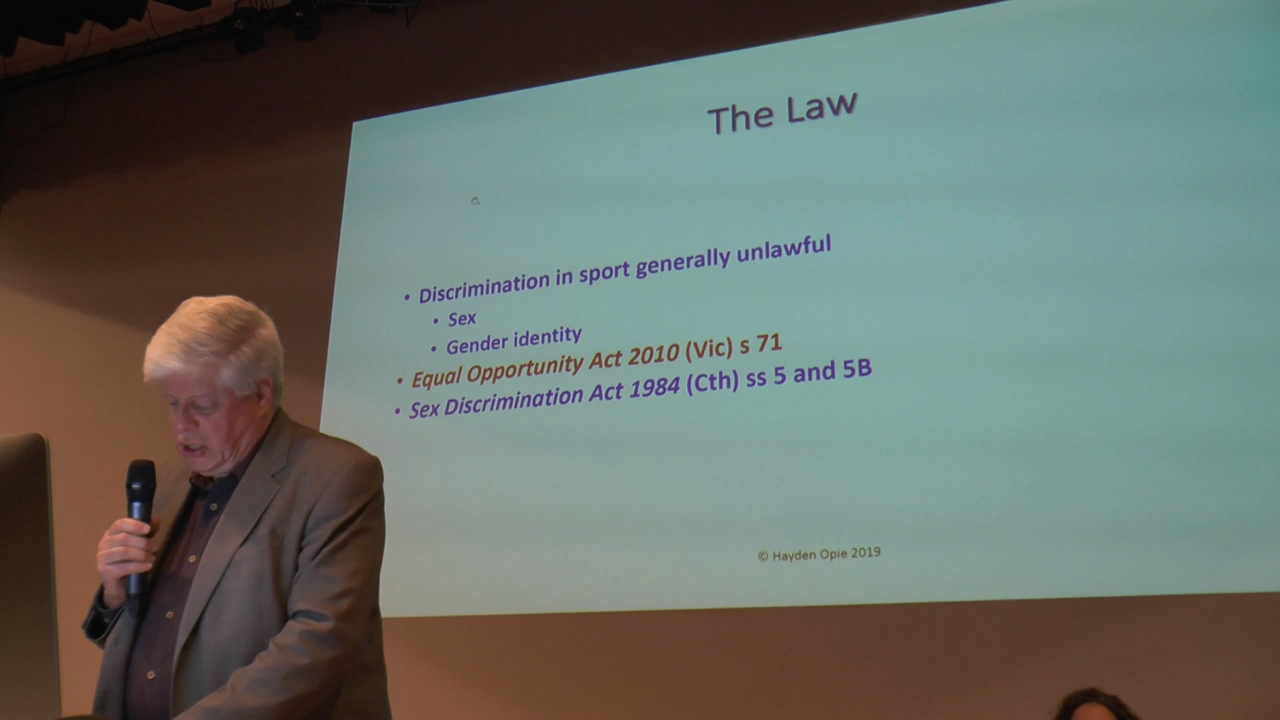 The Law
• Discrimination in sport generally unlawful
• Sex
• Gender identity
• Equal Opportunity Act 2010 (Vic) s 71
• Sex Discrimination Act 1984 (Cth) ss 5 and 5B
© Hayden Opie 2019